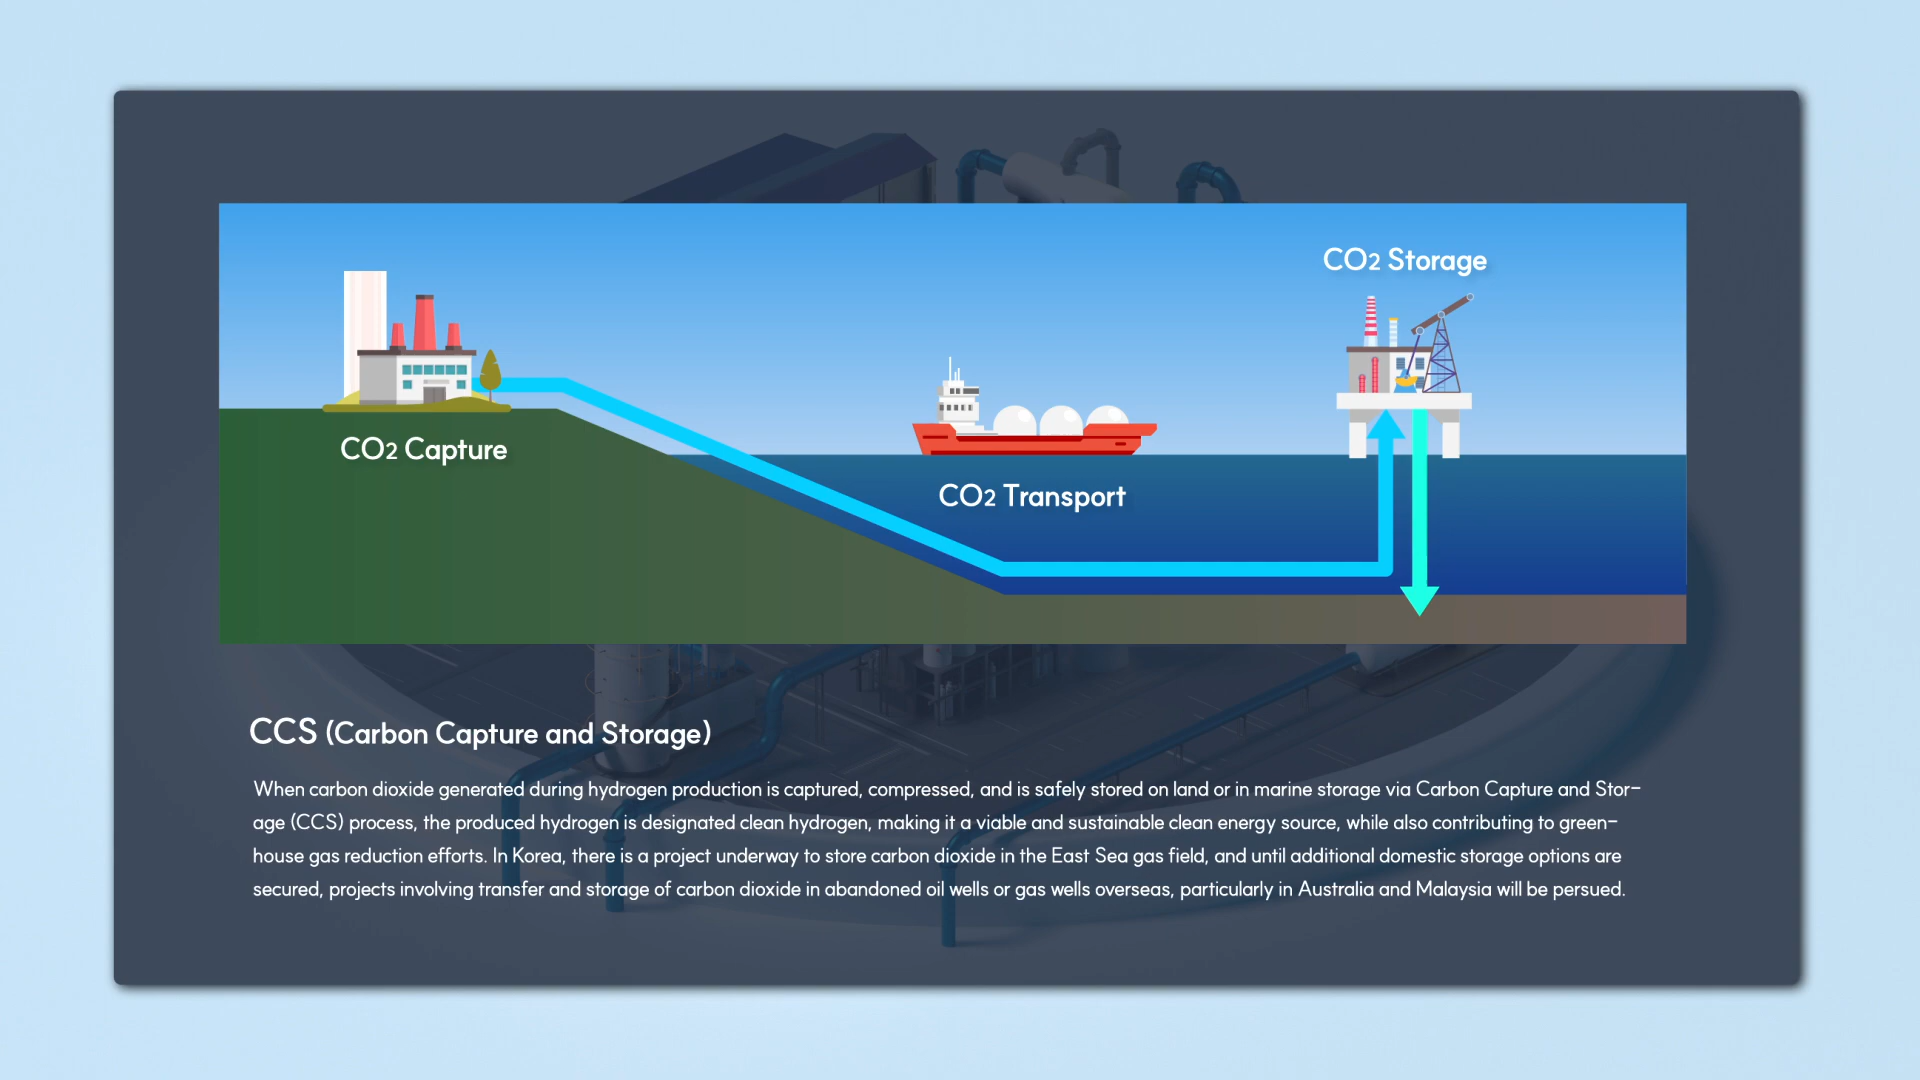 CO2 Storage
CO2 Capture
CO2 Transport
CCS (Carbon Capture and Storage)
When carbon dioxide generated during hydrogen production is captured, compressed, and is safely stored on land or in marine storage via Carbon Capture and Stor-
age (CCS) process, the produced hydrogen is designated clean hydrogen, making it a viable and sustainable clean energy source, while also contributing to green-
house gas reduction efforts. In Korea, there is a project underway to store carbon dioxide in the East Sea gas field, and until additional domestic storage options are
secured, projects involving transfer and storage of carbon dioxide in abandoned oil wells or gas wells overseas, particularly in Australia and Malaysia will be persued.